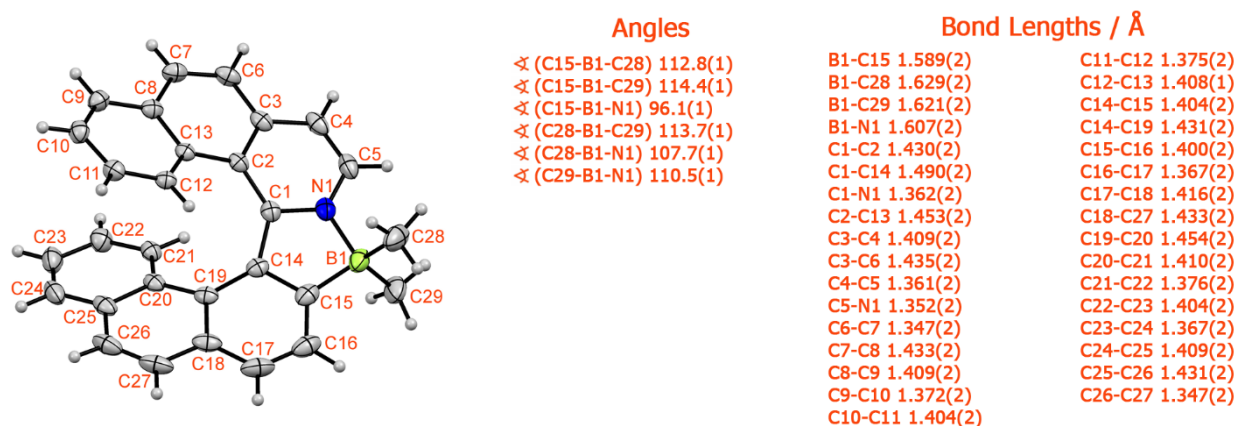 C7
C6
C9
C8
C3
C4
C10
C13
C2
C5
C11
C12
C1
N1
C23
C22
C21
C28
C14
B1
C24
C19
C20
C15
C29
C25
C26
C16
C18
C17
C27
Angles
∢ (C15-B1-C28) 112.8(1)
∢ (C15-B1-C29) 114.4(1)
∢ (C15-B1-N1) 96.1(1)
∢ (C28-B1-C29) 113.7(1)
∢ (C28-B1-N1) 107.7(1)
∢ (C29-B1-N1) 110.5(1)
Bond Lengths / Å
B1-C15 1.589(2)
B1-C28 1.629(2)
B1-C29 1.621(2)
B1-N1 1.607(2)
C1-C2 1.430(2)
C1-C14 1.490(2)
C1-N1 1.362(2)
C2-C13 1.453(2)
C3-C4 1.409(2)
C3-C6 1.435(2)
C4-C5 1.361(2)
C5-N1 1.352(2)
C6-C7 1.347(2)
C7-C8 1.433(2)
C8-C9 1.409(2)
C9-C10 1.372(2)
C10-C11 1.404(2)
C11-C12 1.375(2)
C12-C13 1.408(1)
C14-C15 1.404(2)
C14-C19 1.431(2)
C15-C16 1.400(2)
C16-C17 1.367(2)
C17-C18 1.416(2)
C18-C27 1.433(2)
C19-C20 1.454(2)
C20-C21 1.410(2)
C21-C22 1.376(2)
C22-C23 1.404(2)
C23-C24 1.367(2)
C24-C25 1.409(2)
C25-C26 1.431(2)
C26-C27 1.347(2)